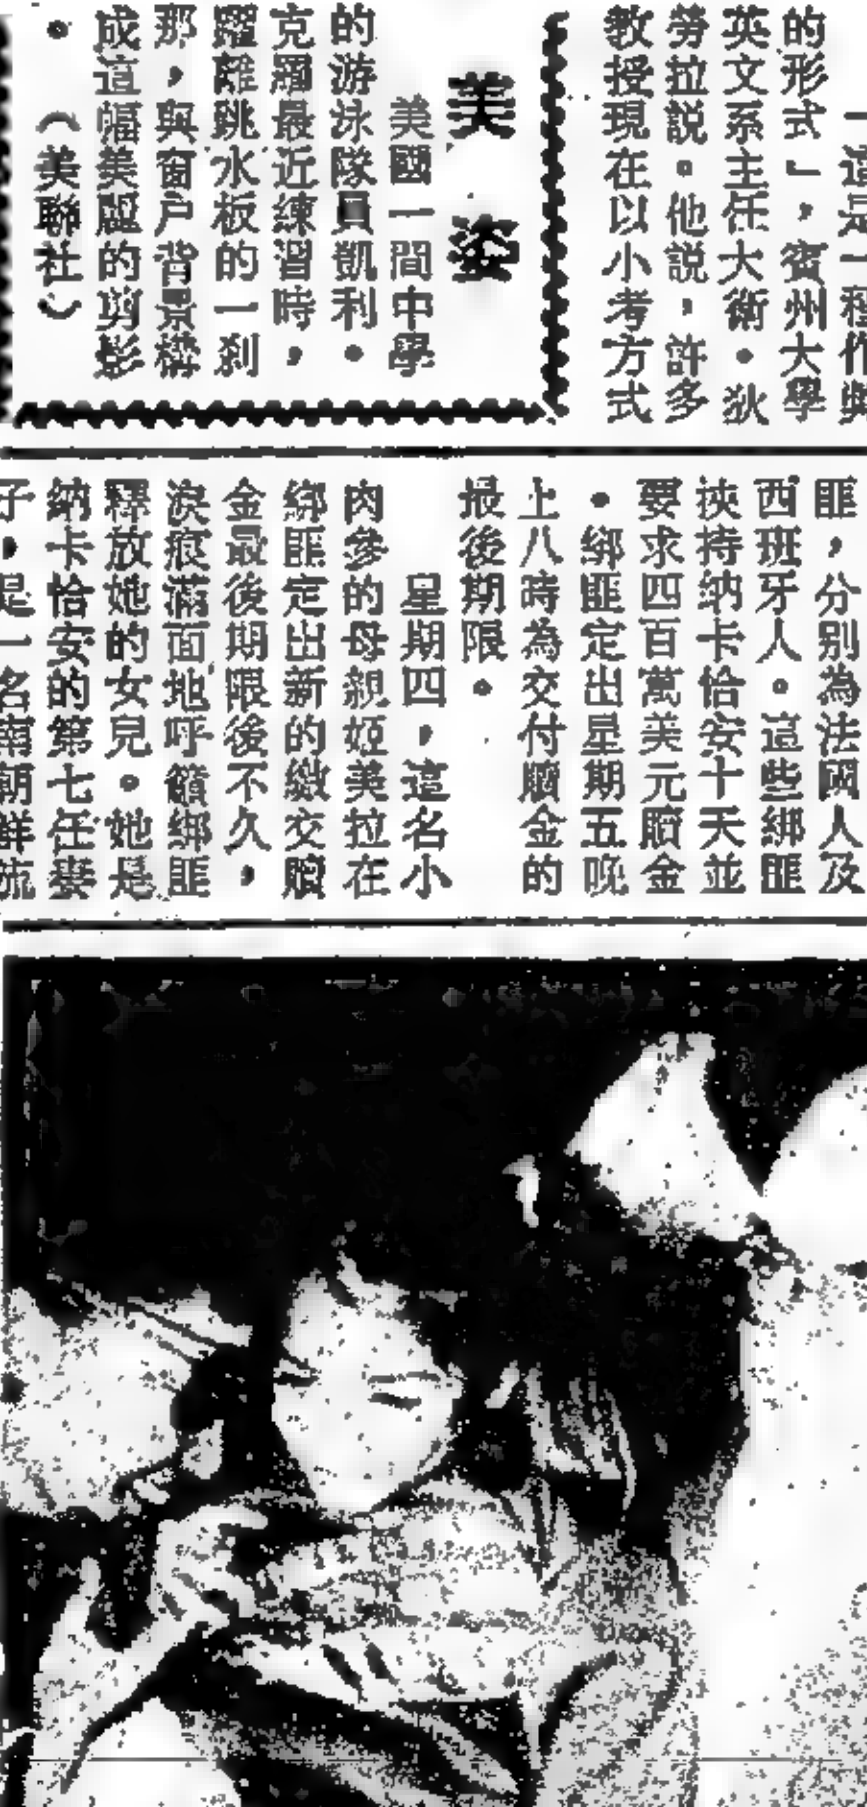 「這是一種作弊
的形式」，賓州大學
英文系主任大衛•狄
勞拉説。他説，許多
教授現在以小考方式
美姿
美國一間中學
的游泳隊員凱利•
克羅最近練習時，
躍離跳水板的一刹
那，與窗户背景構
成這幅美麗的剪影
。（美聯社）
匪，分別為法國人及
西班牙人。這些綁匪
挾持納卡恰安十天並
要求四百萬美元贖金
。綁匪定出星期五晚
上八時為交付贖金的
最後期限。
星期四，這名小
肉參的母親姬美拉在
綁匪定出新的繳交贖
金最後期限後不久，
淚痕滿面地呼籲綁匪
釋放她的女兒。她是
納卡恰安的第七任妻
子，是一名南朝鮮流